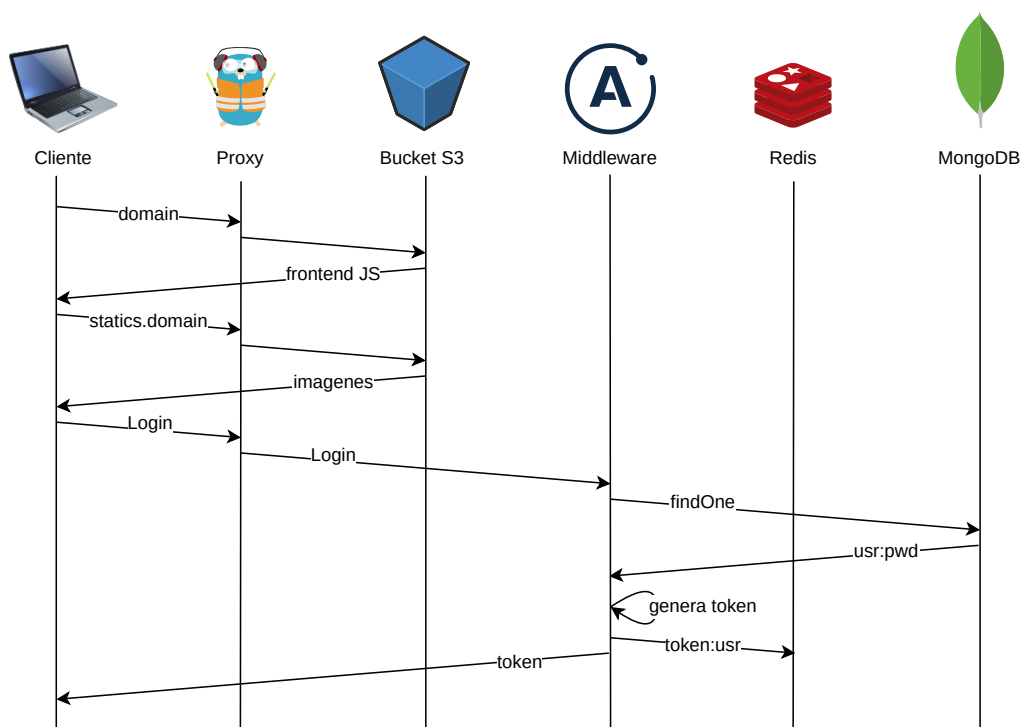 Cliente
Proxy
Bucket S3
Middleware
Redis
MongoDB
domain
frontend JS
statics.domain
imagenes
Login
Login
findOne
usr:pwd
genera token
token:usr
token